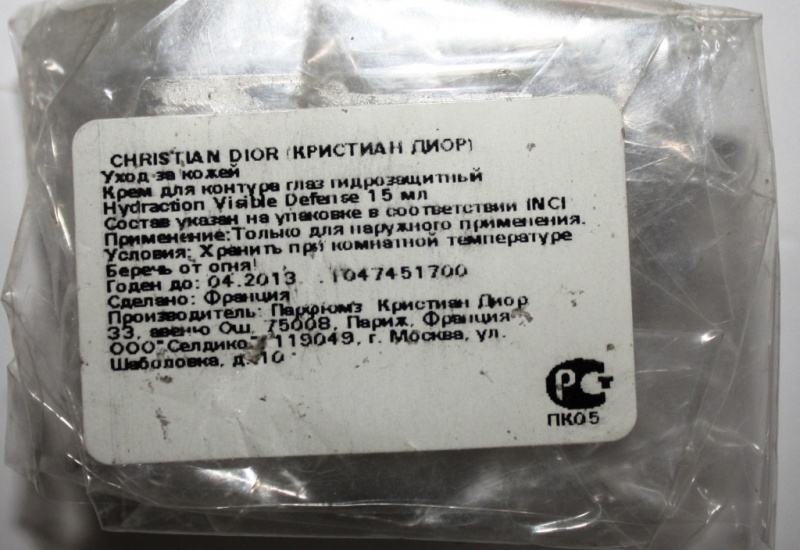 CHRISTIAN DIOR (КРИСТИАН ДИОР)
Уход за кожей
Крем для контура глаз гидрозащитный
Hydraction Visible Defense 15 мл
Состав указан на упаковке в соответствии INCI
Применение:Только для наружного применения.
Условия: Хранить при комнатной температуре
Беречь от огня!
Годен до: 04.2013 1047451700
Сделано: Франция
Производитель: Парфюмз Кристиан Диор
33, авеню Ош, 75008, Париж, Франция
ООО"Селдико" 119049, г. Москва, ул.
Шаболовка, д. 10
РСТ
ПК05